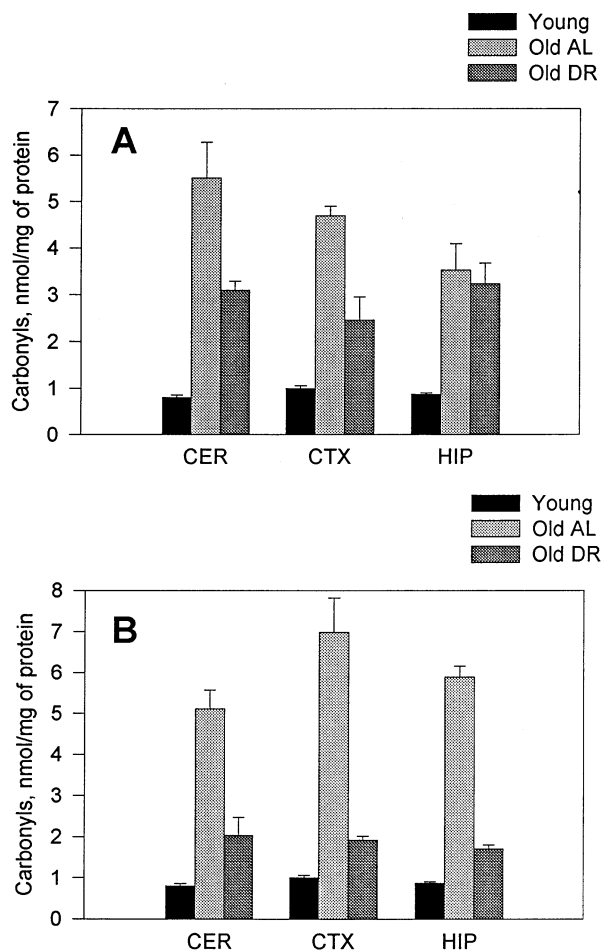 Young
Old AL
Old DR
A
Carbonyls, nmol/mg of protein
7
6
5
4
3
2
1
0
CER CTX HIP
Young
Old AL
Old DR
B
Carbonyls, nmol/mg of protein
8
7
6
5
4
3
2
1
0
CER CTX HIP